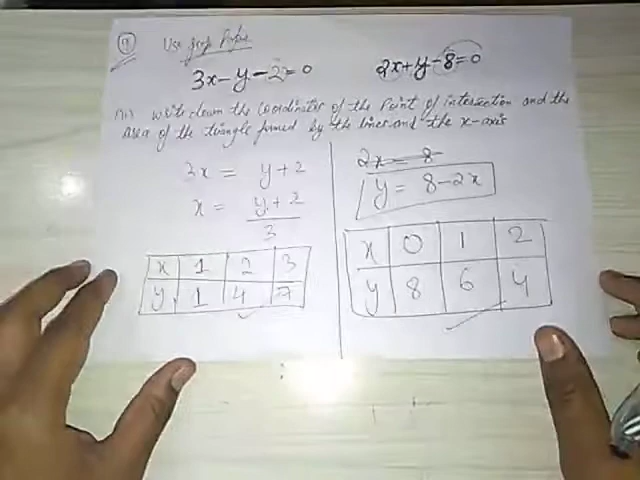 Use graph Paper
3x - y - 2 = 0
2x + y - 8 = 0
write down the Coordinates of the Point of intersection and the
Area of the triangle formed by the lines and the x-axis
3x = y + 2
x = y + 2
3
x 1 2 3
y 1 4 7
2x = 8
y = 8 - 2x
x 0 1 2
y 8 6 4